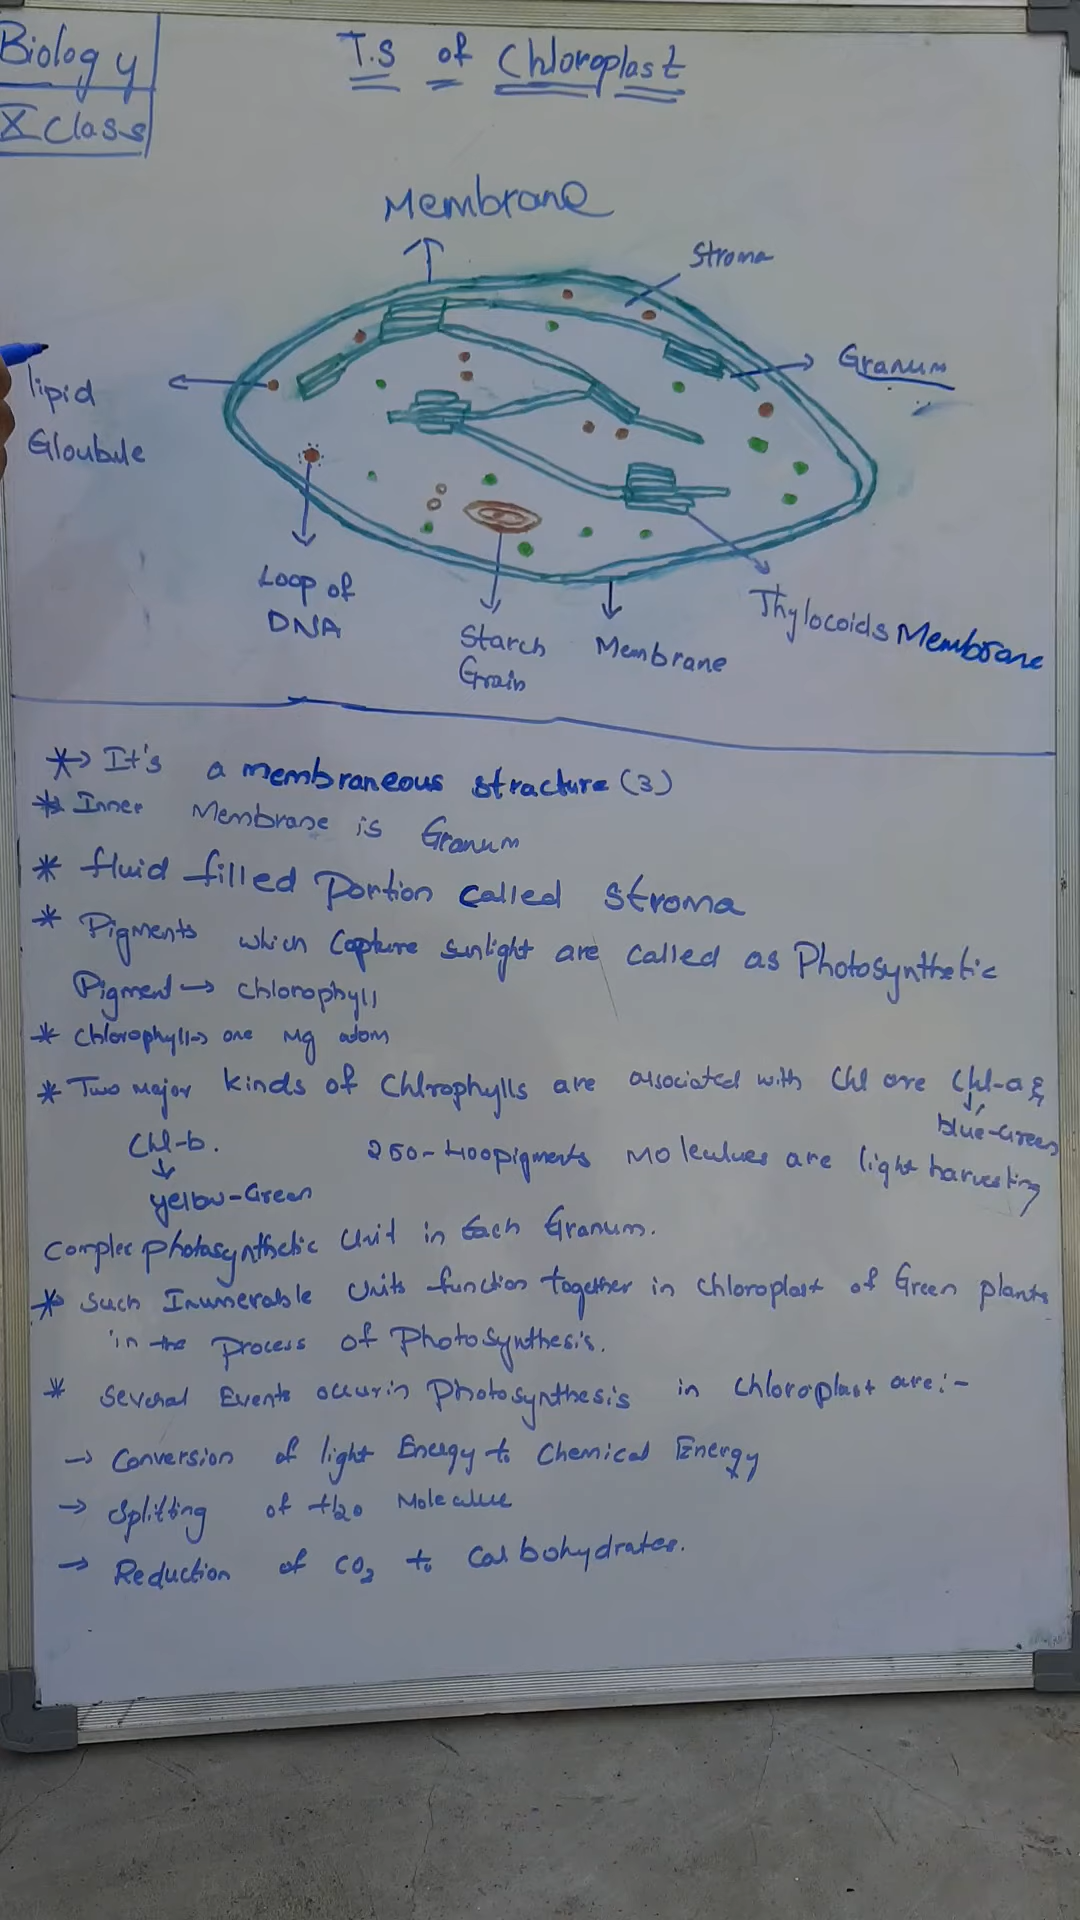 Biology
X Class
T.S of Chloroplast
Membrane
Stroma
Granum
lipid
Gloubule
Loop of
DNA
Starch
Grain
Membrane
Thylocoids Membrane
*→ It's a membraneous structure (3)
* Inner Membrane is Granum
* fluid filled Portion called stroma
* Pigments which Capture sunlight are called as Photosynthetic
Pigment → chlorophyll
* Chlorophyll→ one Mg atom
* Two major kinds of Chlrophylls are associated with Chl are Chl-a &
blue-Green
Chl-b.
yellow-Green
250-400pigments Molecules are light harvesting
Complex photosynthetic Unit in Each Granum.
* Such Inumerable Units function together in chloroplast of Green plants
in the Process of Photosynthesis.
* Several Events occur in Photosynthesis in chloroplast are:-
→ Conversion of light Energy to Chemical Energy
→ Splitting of H2o Molecule
→ Reduction of CO2 to Carbohydrates.